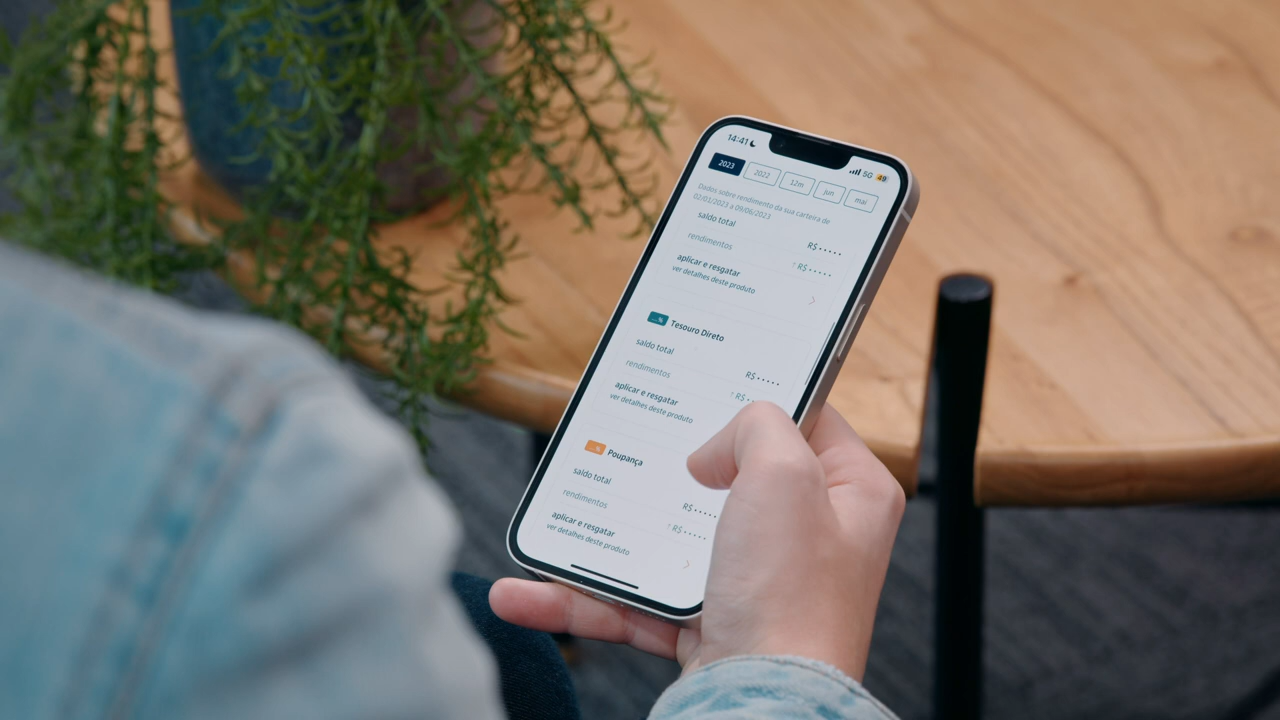 14:41
5G 49
2023 2022 12m jun mai
Dados sobre rendimento da sua carteira de
02/01/2023 a 09/06/2023
saldo total R$ •••••
rendimentos ↑ R$ •••••
aplicar e resgatar
ver detalhes deste produto
Tesouro Direto
saldo total R$ •••••
rendimentos ↑ R$ ••
aplicar e resgatar
ver detalhes deste produto
Poupança
saldo total R$ •••••
rendimentos ↑ R$ •••••
aplicar e resgatar
ver detalhes deste produto